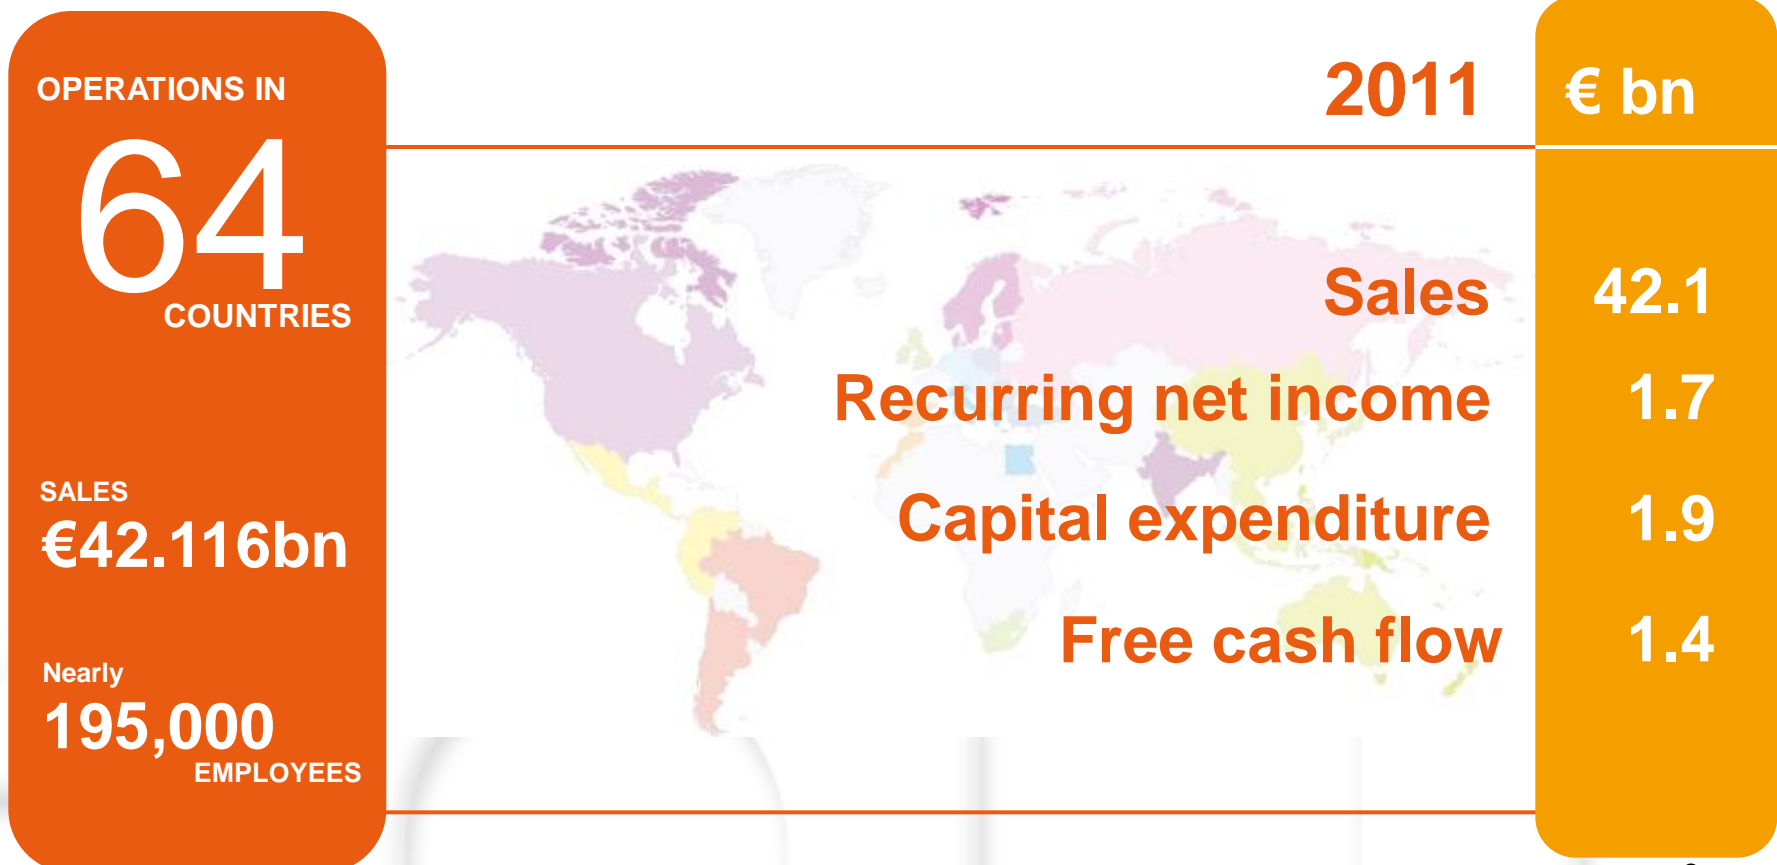 OPERATIONS IN
64
COUNTRIES
SALES
€42.116bn
Nearly
195,000
EMPLOYEES
2011 € bn
Sales 42.1
Recurring net income 1.7
Capital expenditure 1.9
Free cash flow 1.4